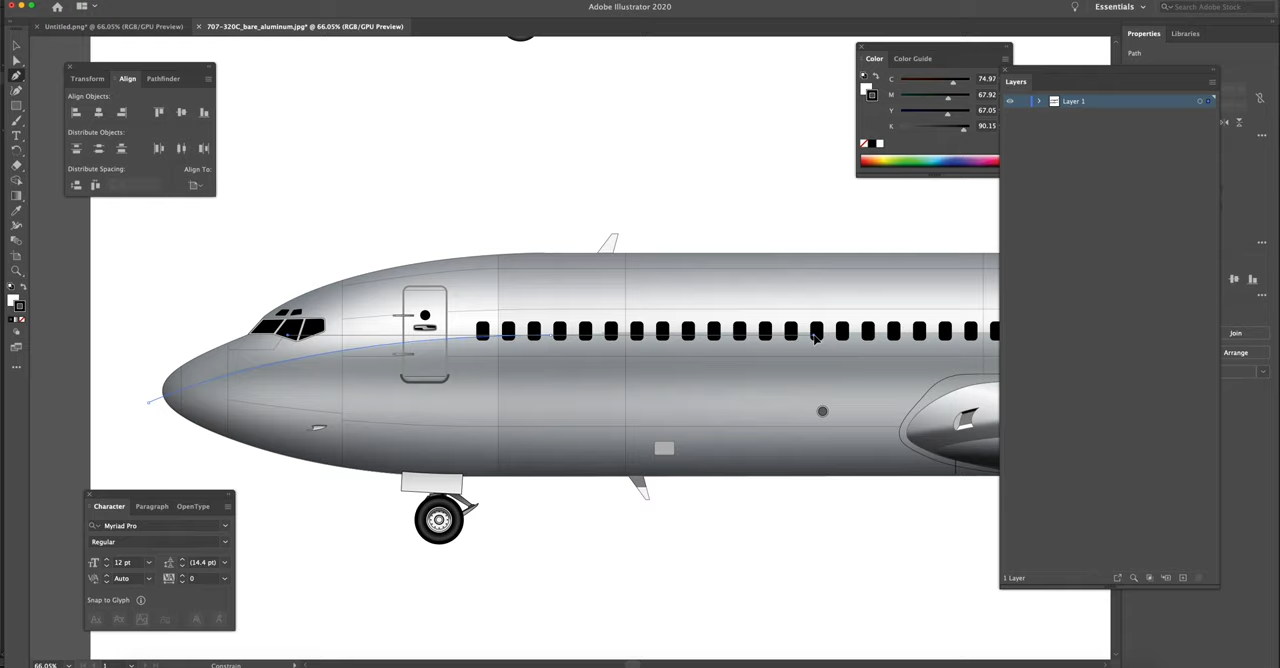 Adobe Illustrator 2020
Essentials
Search Adobe Stock
Untitled.png* @ 66.05% (RGB/GPU Preview)
707-320C_bare_aluminum.jpg* @ 66.05% (RGB/GPU Preview)
Properties
Libraries
Path
Transform
Align
Pathfinder
Align Objects:
Distribute Objects:
Distribute Spacing:
Align To:
Color
Color Guide
C
74.97
M
67.92
Y
67.05
K
90.15
Layers
Layer 1
Join
Arrange
Character
Paragraph
OpenType
Myriad Pro
Regular
12 pt
(14.4 pt)
Auto
0
Snap to Glyph
1 Layer
66.05%
1
Constrain